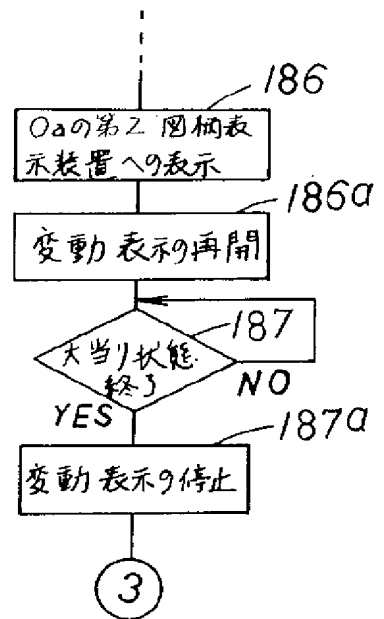 186
Oaの第2図柄表
示装置への表示
186a
変動表示の再開
187
大当り状態
終了
NO
YES
187a
変動表示の停止
3